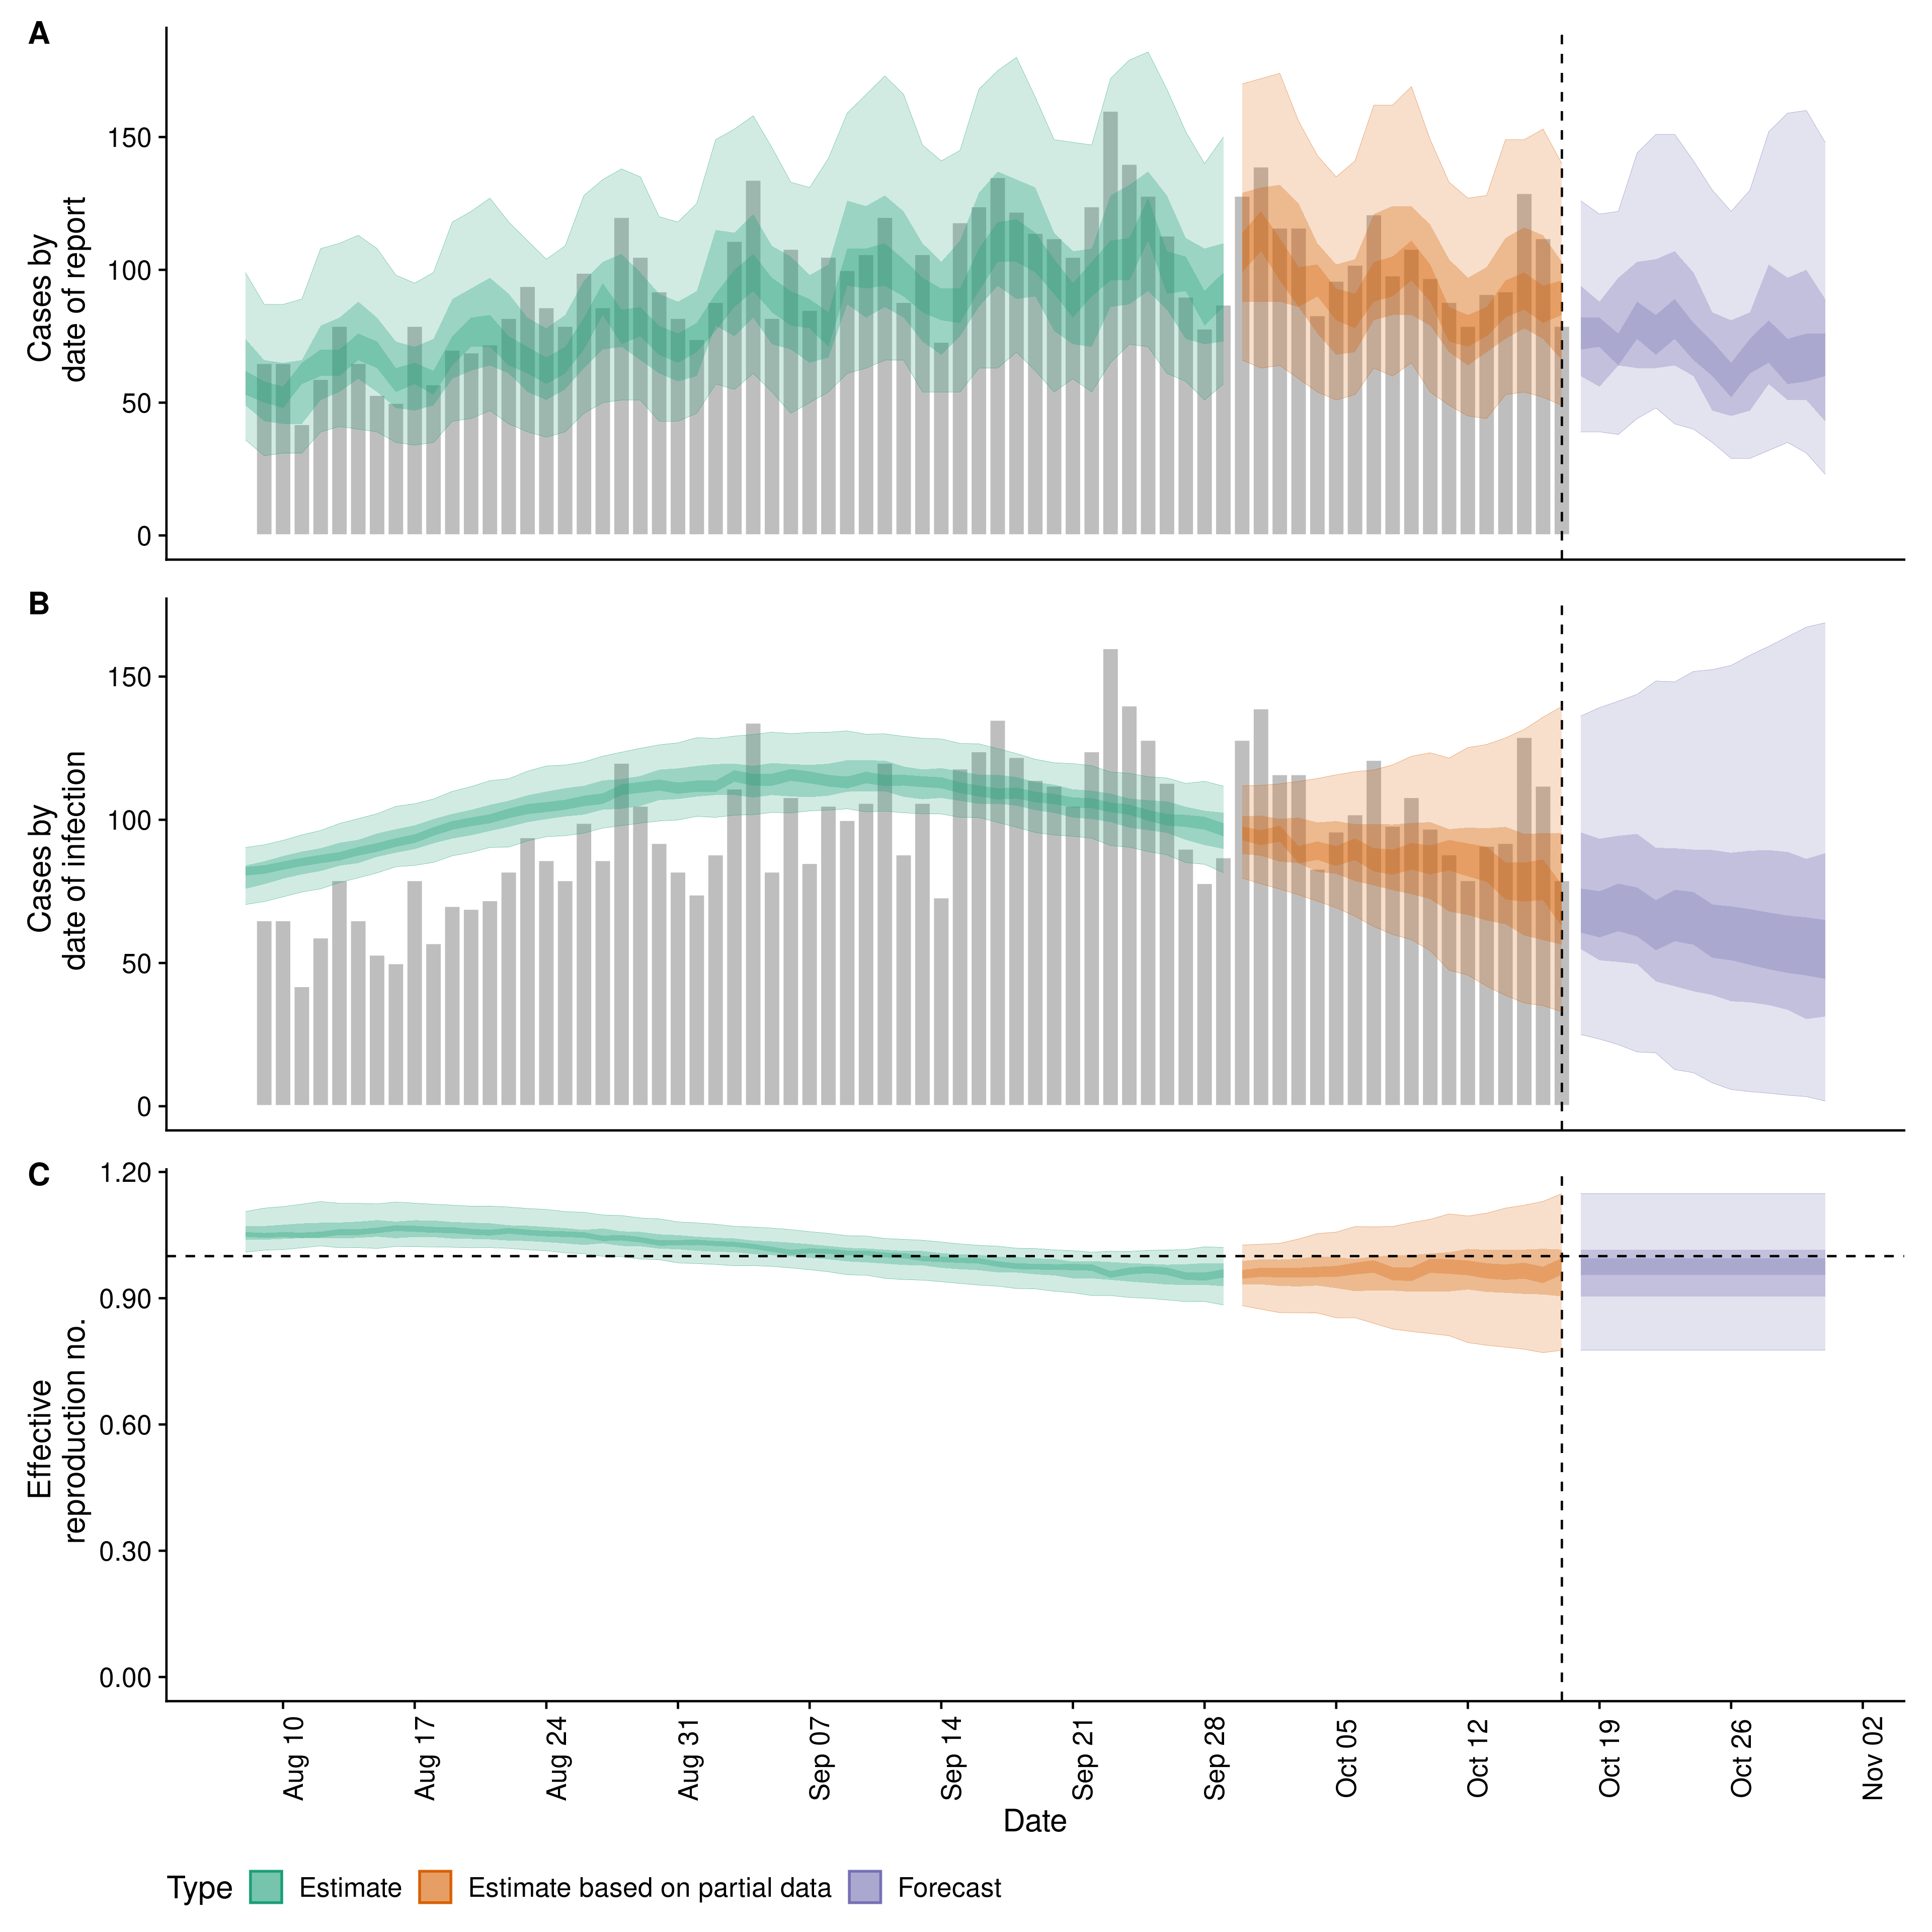 A
Cases by
date of report
150
100
50
0
B
Cases by
date of infection
150
100
50
0
C
Effective
reproduction no.
1.20
0.90
0.60
0.30
0.00
Aug 10
Aug 17
Aug 24
Aug 31
Sep 07
Sep 14
Sep 21
Sep 28
Oct 05
Oct 12
Oct 19
Oct 26
Nov 02
Date
Type Estimate Estimate based on partial data Forecast